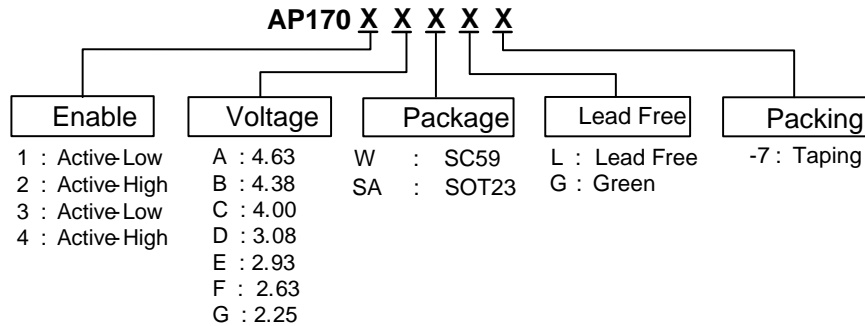 AP170 X X X X X
Enable
Voltage
Package
Lead Free
Packing
1 : Active-Low
2 : Active-High
3 : Active-Low
4 : Active-High
A : 4.63
B : 4.38
C : 4.00
D : 3.08
E : 2.93
F : 2.63
G : 2.25
W : SC59
SA : SOT23
L : Lead Free
G : Green
-7 : Taping